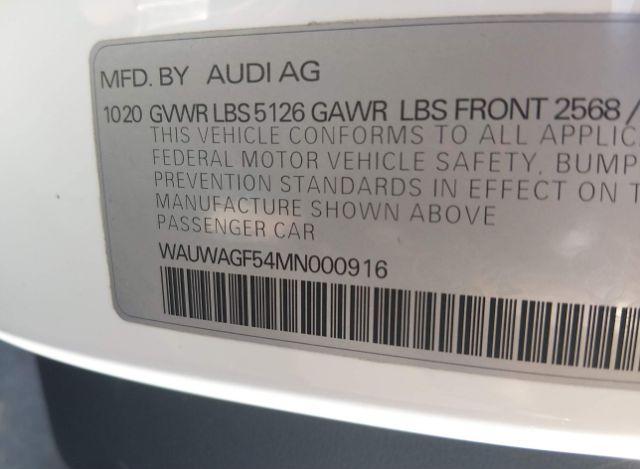 MFD. BY AUDI AG
1020 GVWR LBS 5126 GAWR LBS FRONT 2568 /
THIS VEHICLE CONFORMS TO ALL
FEDERAL MOTOR VEHICLE SAFETY, BUMP
PREVENTION STANDARDS IN EFFECT ON
MANUFACTURE SHOWN ABOVE
PASSENGER CAR
WAUWAGF54MN000916